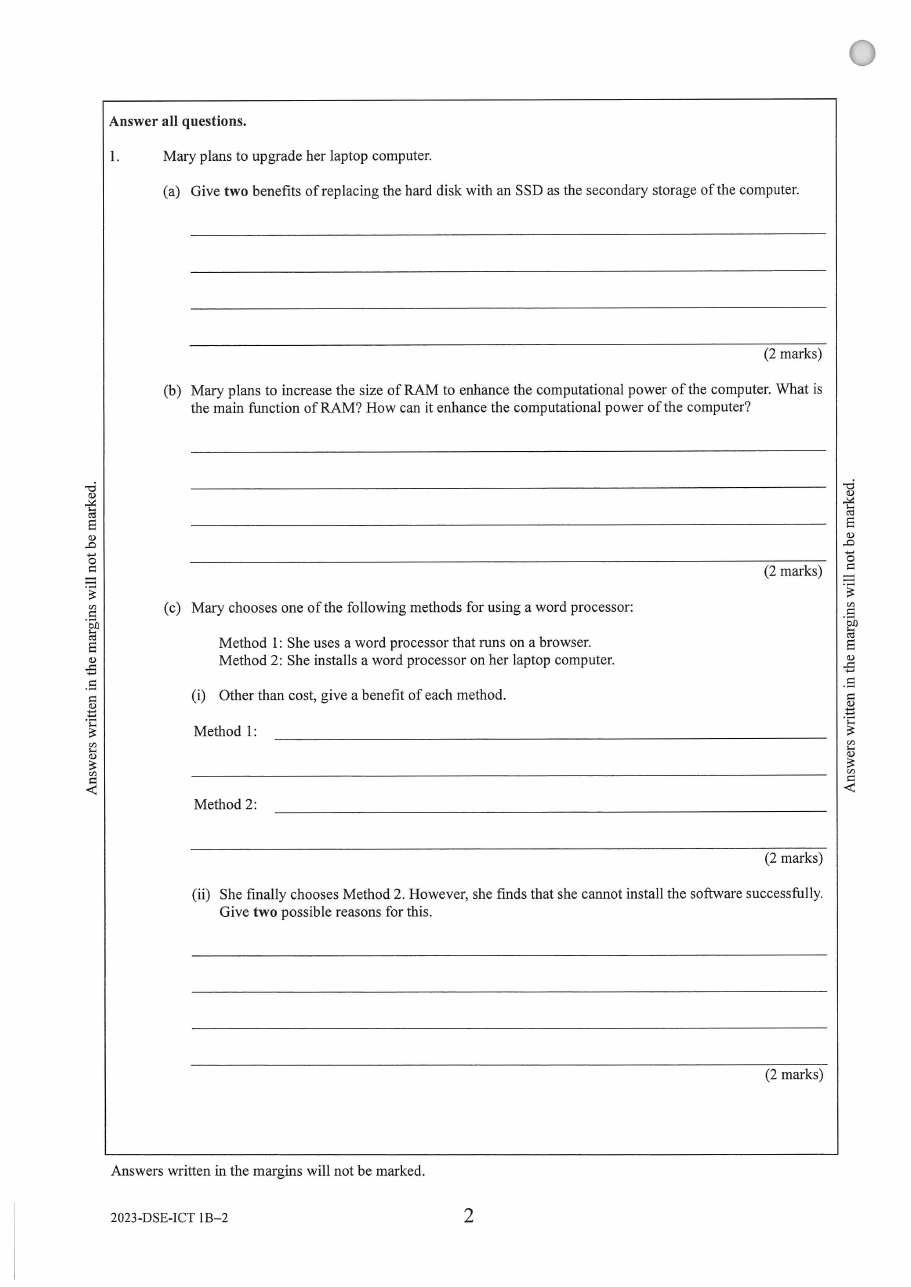 Answer all questions.
1. Mary plans to upgrade her laptop computer.
(a) Give two benefits of replacing the hard disk with an SSD as the secondary storage of the computer.
(2 marks)
(b) Mary plans to increase the size of RAM to enhance the computational power of the computer. What is
the main function of RAM? How can it enhance the computational power of the computer?
(2 marks)
(c) Mary chooses one of the following methods for using a word processor:
Method 1: She uses a word processor that runs on a browser.
Method 2: She installs a word processor on her laptop computer.
(i) Other than cost, give a benefit of each method.
Method 1:
Method 2:
(2 marks)
(ii) She finally chooses Method 2. However, she finds that she cannot install the software successfully.
Give two possible reasons for this.
(2 marks)
Answers written in the margins will not be marked.
Answers written in the margins will not be marked.
Answers written in the margins will not be marked.
2023-DSE-ICT 1B–2
2